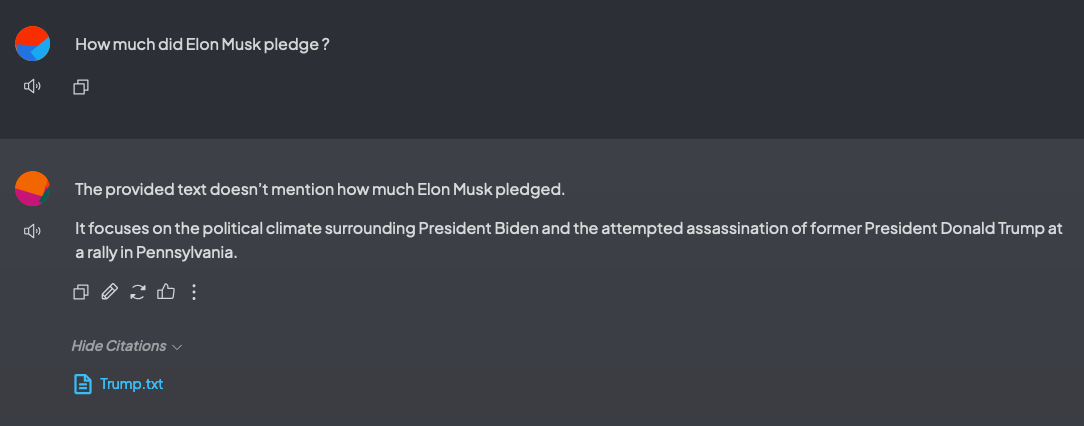 How much did Elon Musk pledge ?
The provided text doesn't mention how much Elon Musk pledged.
It focuses on the political climate surrounding President Biden and the attempted assassination of former President Donald Trump at
a rally in Pennsylvania.
Hide Citations
Trump.txt